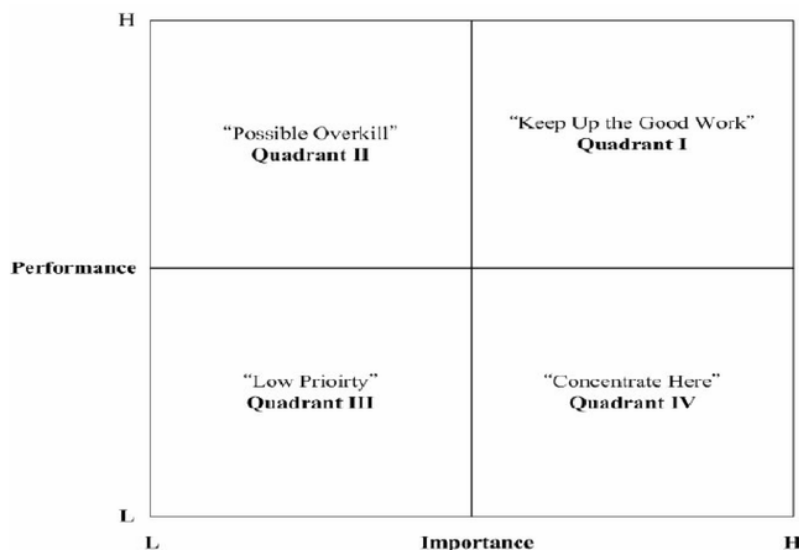 H
“Possible Overkill”
Quadrant II
“Keep Up the Good Work”
Quadrant I
Performance
“Low Prioirty”
Quadrant III
“Concentrate Here”
Quadrant IV
L
L
Importance
H